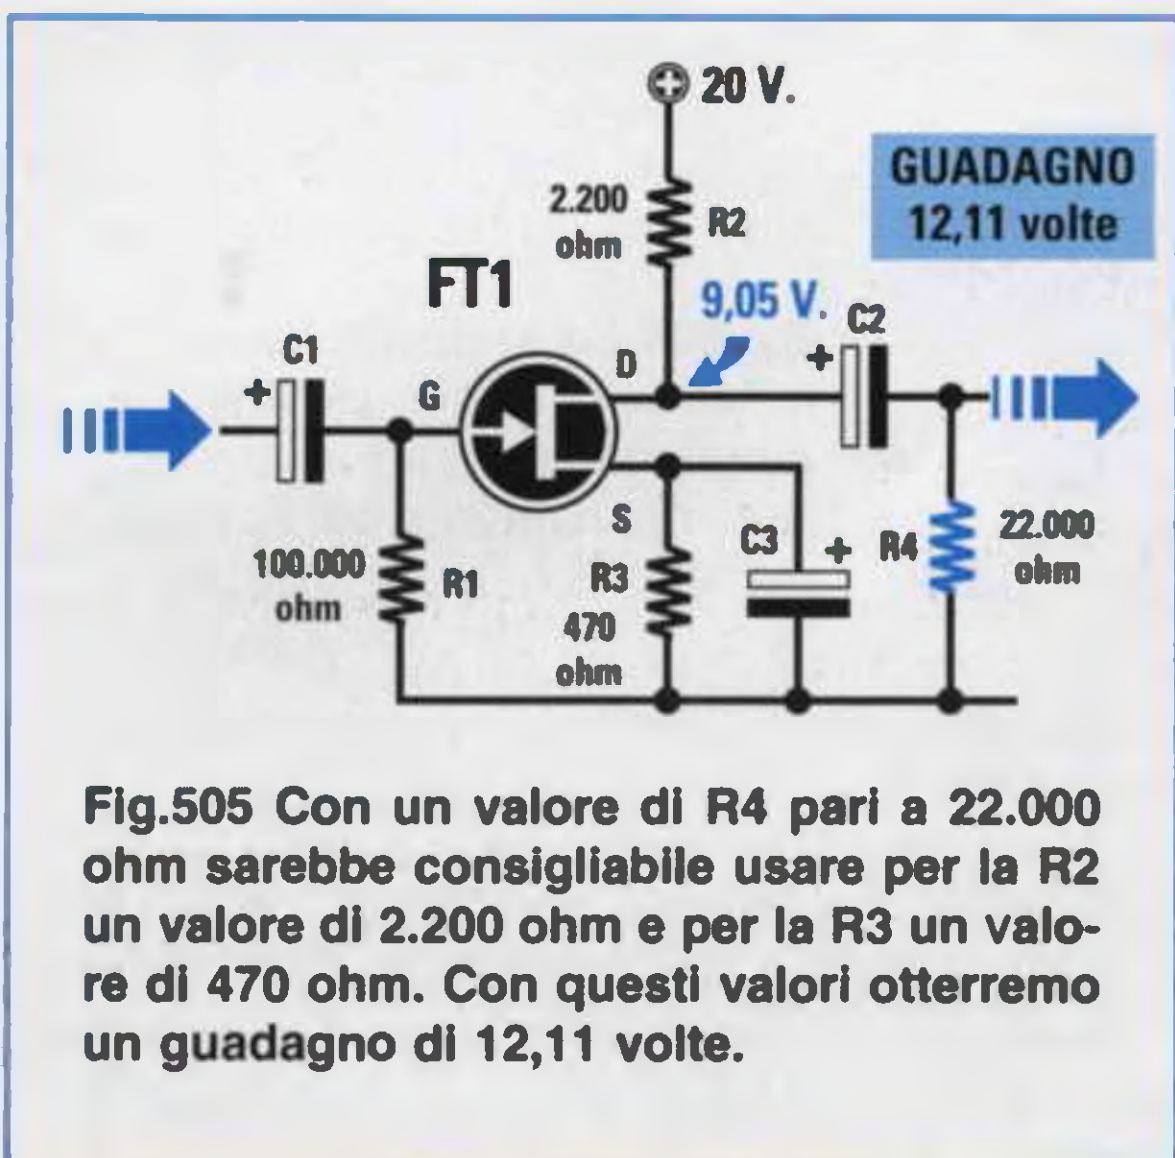 20 V.
GUADAGNO
12,11 volte
2.200
ohm
R2
FT1
9,05 V.
C2
+
C1
+
G
D
S
100.000
ohm
R1
R3
470
ohm
C3
+
R4
22.000
ohm
Fig.505 Con un valore di R4 pari a 22.000
ohm sarebbe consigliabile usare per la R2
un valore di 2.200 ohm e per la R3 un valo-
re di 470 ohm. Con questi valori otterremo
un guadagno di 12,11 volte.